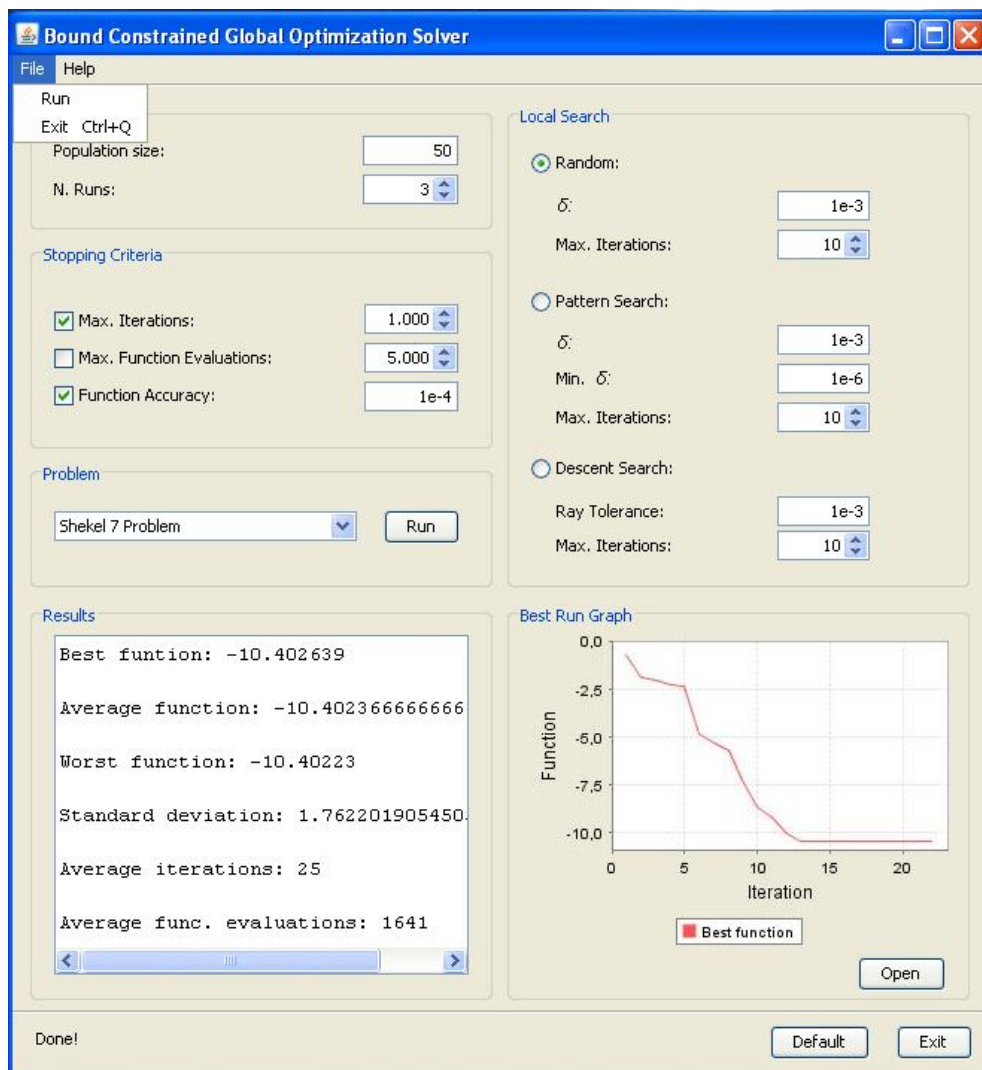 Bound Constrained Global Optimization Solver
File Help
Run
Exit Ctrl+Q
Population size: 50
N. Runs: 3
Stopping Criteria
Max. Iterations: 1.000
Max. Function Evaluations: 5.000
Function Accuracy: 1e-4
Problem
Shekel 7 Problem Run
Local Search
Random:
δ: 1e-3
Max. Iterations: 10
Pattern Search:
δ: 1e-3
Min. δ: 1e-6
Max. Iterations: 10
Descent Search:
Ray Tolerance: 1e-3
Max. Iterations: 10
Results
Best funtion: -10.402639
Average function: -10.402366666666
Worst function: -10.40223
Standard deviation: 1.762201905450
Average iterations: 25
Average func. evaluations: 1641
Best Run Graph
0,0
-2,5
-5,0
-7,5
-10,0
Function
0 5 10 15 20
Iteration
Best function
Open
Done! Default Exit